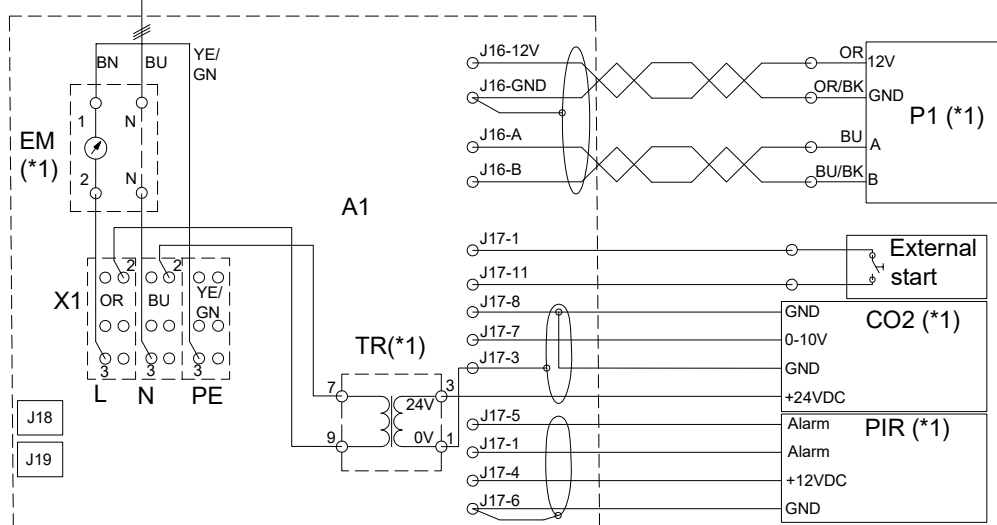 BN
BU
YE/
GN
1
N
EM
(*1)
2
N
A1
2
2
X1
OR
BU
YE/
GN
3
3
3
L
N
PE
J18
J19
TR(*1)
7
3
24V
9
0V
1
J16-12V
J16-GND
J16-A
J16-B
OR
12V
OR/BK
GND
P1 (*1)
BU
A
BU/BK
B
J17-1
J17-11
External
start
J17-8
GND
CO2 (*1)
J17-7
0-10V
J17-3
GND
+24VDC
J17-5
Alarm
PIR (*1)
J17-1
Alarm
J17-4
+12VDC
J17-6
GND